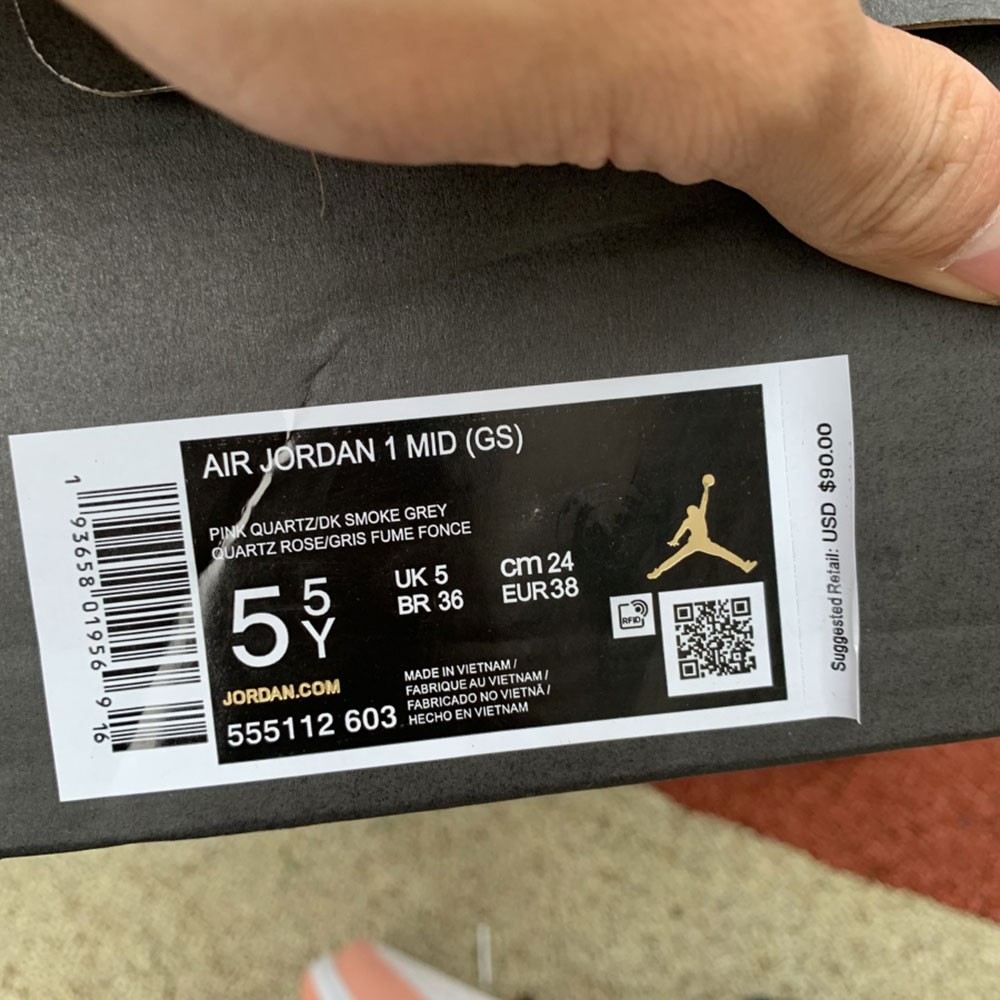 AIR JORDAN 1 MID (GS)
PINK QUARTZ/DK SMOKE GREY
QUARTZ ROSE/GRIS FUME FONCE
5 5 Y
UK 5
BR 36
cm 24
EUR 38
RFID
JORDAN.COM
555112 603
MADE IN VIETNAM /
FABRIQUE AU VIETNAM /
FABRICADO NO VIETNÃ /
HECHO EN VIETNAM
1 93658 01956 9 16
Suggested Retail: USD $90.00